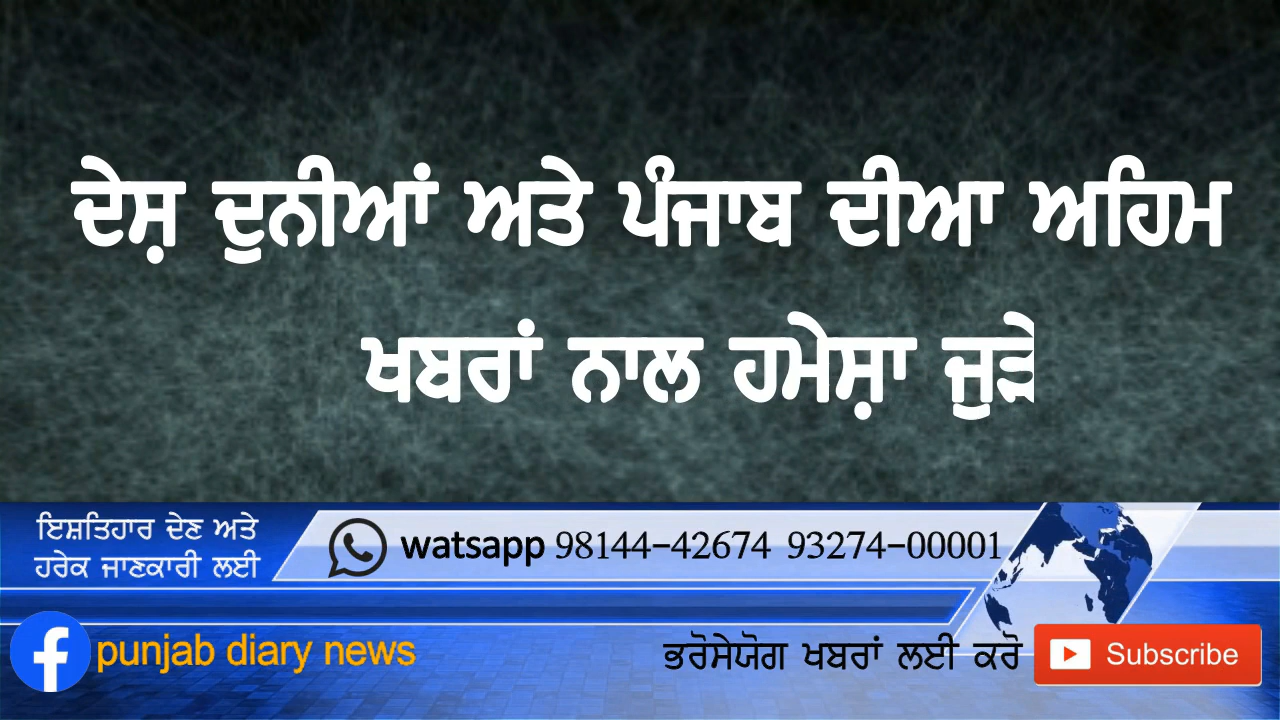 ਦੇਸ਼ ਦੁਨੀਆਂ ਅਤੇ ਪੰਜਾਬ ਦੀਆ ਅਹਿਮ
ਖਬਰਾਂ ਨਾਲ ਹਮੇਸ਼ਾ ਜੁੜੇ
ਇਸ਼ਤਿਹਾਰ ਦੇਣ ਅਤੇ
ਹਰੇਕ ਜਾਣਕਾਰੀ ਲਈ
watsapp 98144-42674 93274-00001
punjab diary news
ਭਰੋਸੇਯੋਗ ਖਬਰਾਂ ਲਈ ਕਰੋ Subscribe